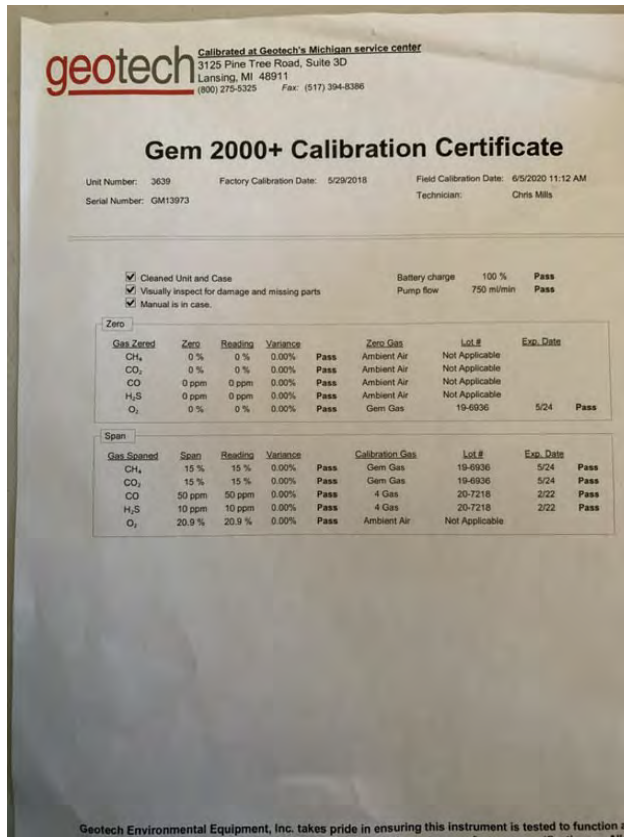 geotech
Calibrated at Geotech's Michigan service center
3125 Pine Tree Road, Suite 3D
Lansing, MI 48911
(800) 275-5325 Fax: (517) 394-8386
Gem 2000+ Calibration Certificate
Unit Number: 3639 Factory Calibration Date: 5/29/2018 Field Calibration Date: 6/5/2020 11:12 AM
Serial Number: GM13973 Technician: Chris Mills
Cleaned Unit and Case Battery charge 100 % Pass
Visually inspect for damage and missing parts Pump flow 750 ml/min Pass
Manual is in case.
Zero
Gas Zered Zero Reading Variance Zero Gas Lot # Exp. Date
CH₄ 0 % 0 % 0.00% Pass Ambient Air Not Applicable
CO₂ 0 % 0 % 0.00% Pass Ambient Air Not Applicable
CO 0 ppm 0 ppm 0.00% Pass Ambient Air Not Applicable
H₂S 0 ppm 0 ppm 0.00% Pass Ambient Air Not Applicable
O₂ 0 % 0 % 0.00% Pass Gem Gas 19-6936 5/24 Pass
Span
Gas Spaned Span Reading Variance Calibration Gas Lot # Exp. Date
CH₄ 15 % 15 % 0.00% Pass Gem Gas 19-6936 5/24 Pass
CO₂ 15 % 15 % 0.00% Pass Gem Gas 19-6936 5/24 Pass
CO 50 ppm 50 ppm 0.00% Pass 4 Gas 20-7218 2/22 Pass
H₂S 10 ppm 10 ppm 0.00% Pass 4 Gas 20-7218 2/22 Pass
O₂ 20.9 % 20.9 % 0.00% Pass Ambient Air Not Applicable
Geotech Environmental Equipment, Inc. takes pride in ensuring this instrument is tested to function